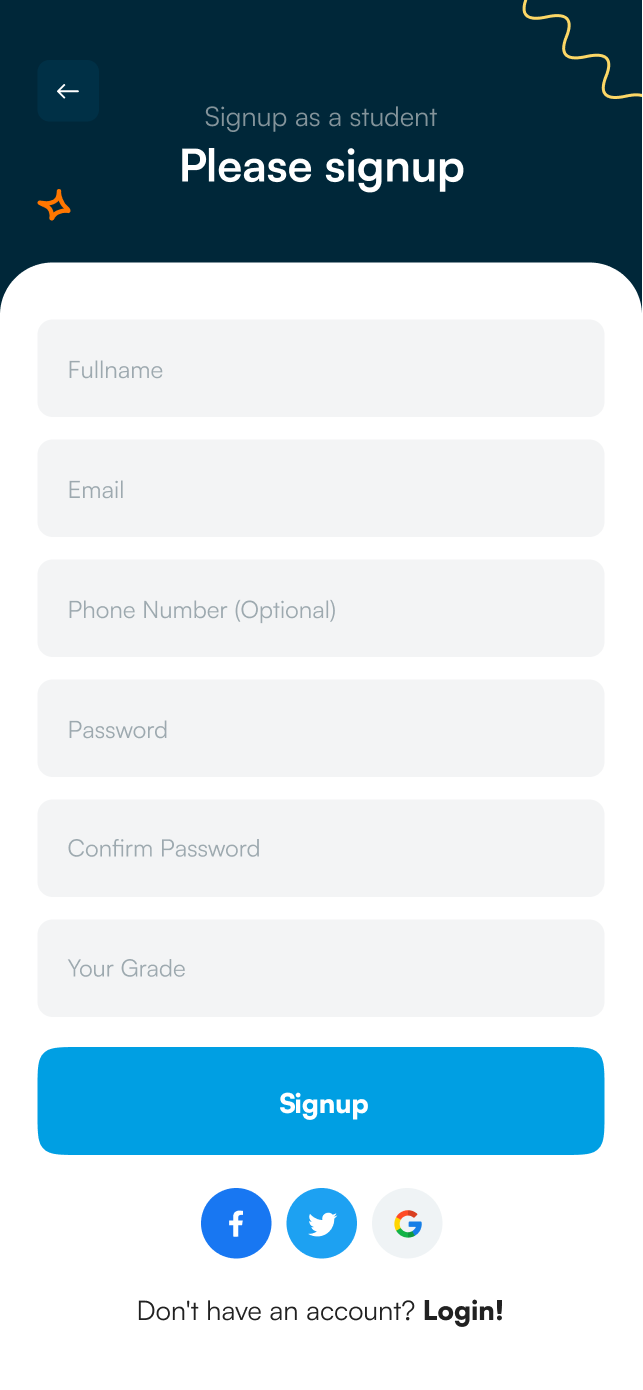 Signup as a student
Please signup
Fullname
Email
Phone Number (Optional)
Password
Confirm Password
Your Grade
Signup
Don't have an account? Login!